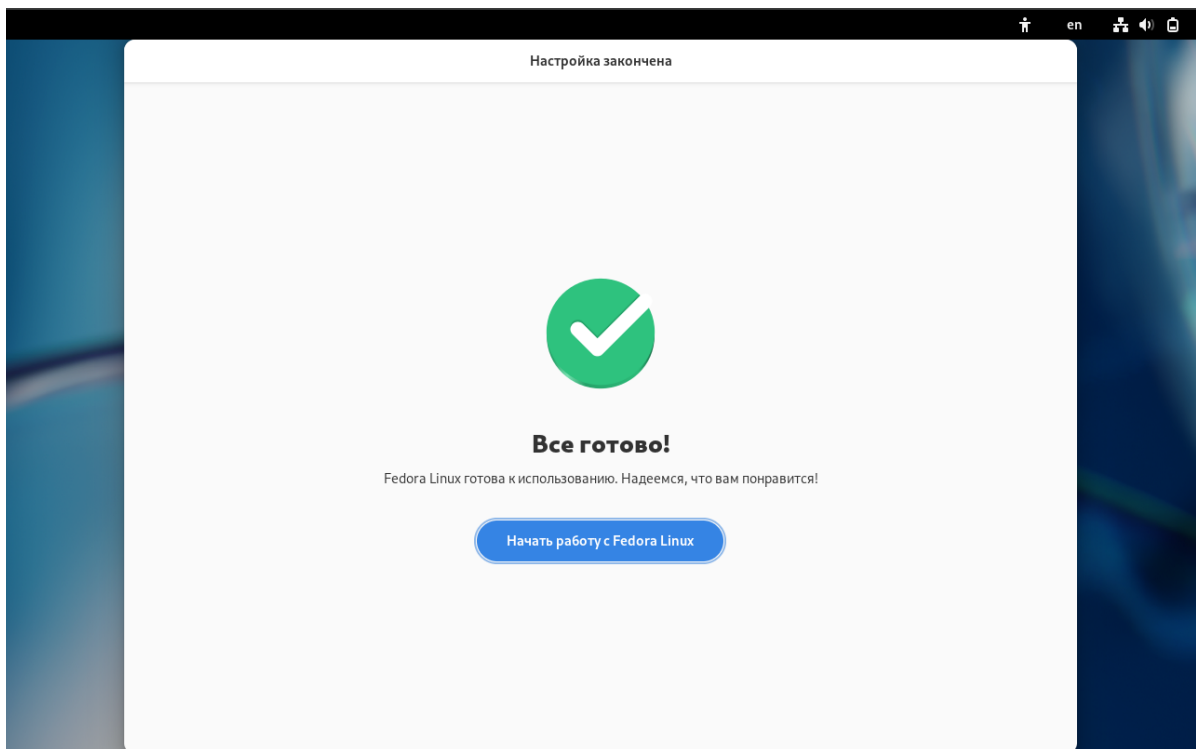 en
Настройка закончена
Все готово!
Fedora Linux готова к использованию. Надеемся, что вам понравится!
Начать работу с Fedora Linux